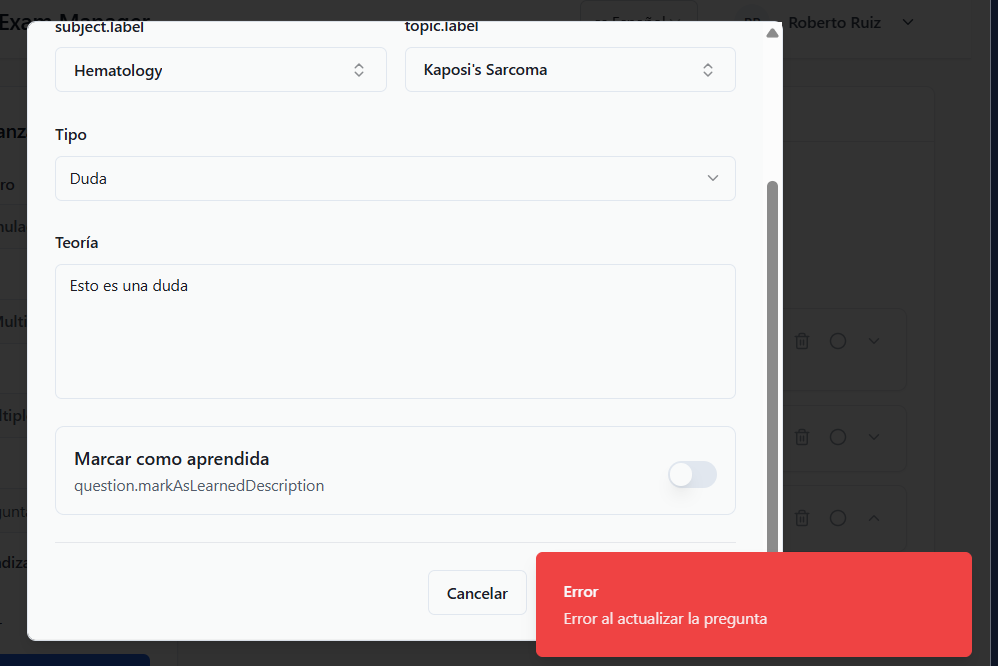 Exam Manager
es Español
RR
Roberto Ruiz
subject.label
topic.label
Hematology
Kaposi's Sarcoma
Tipo
Duda
Teoría
Esto es una duda
Marcar como aprendida
question.markAsLearnedDescription
Cancelar
Error
Error al actualizar la pregunta